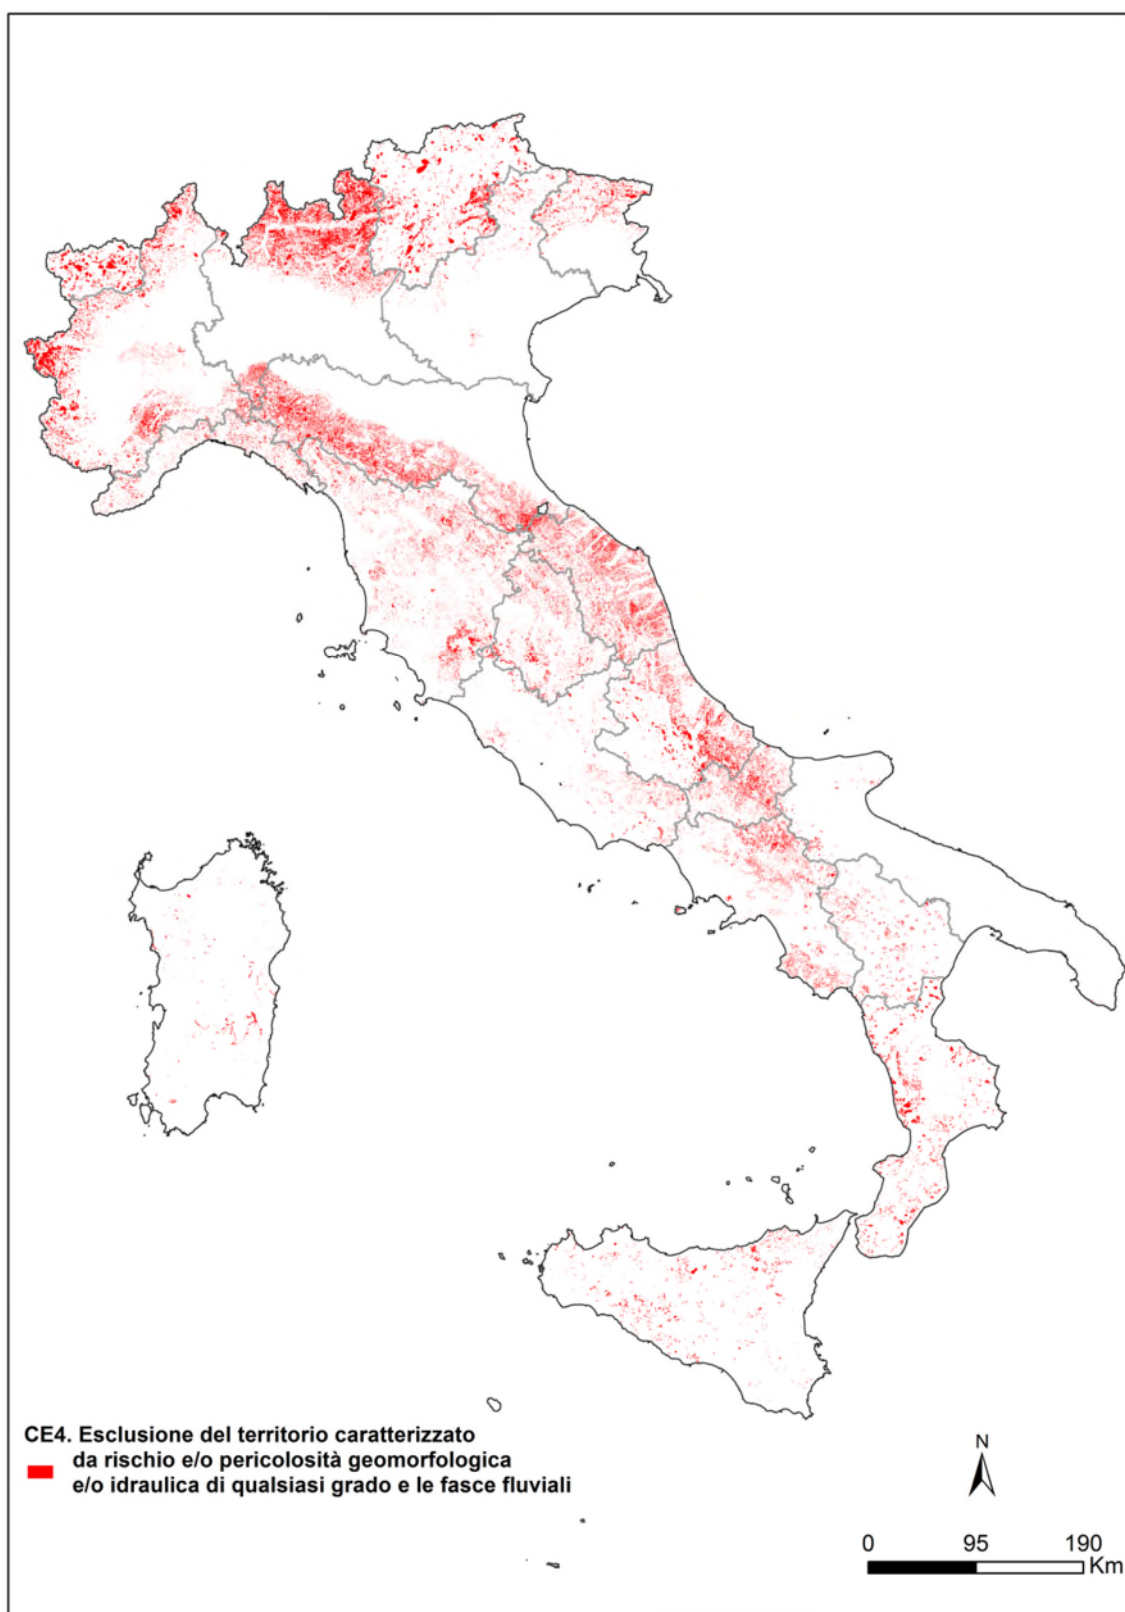 CE4. Esclusione del territorio caratterizzato
da rischio e/o pericolosità geomorfologica
e/o idraulica di qualsiasi grado e le fasce fluviali
N
0 95 190
Km